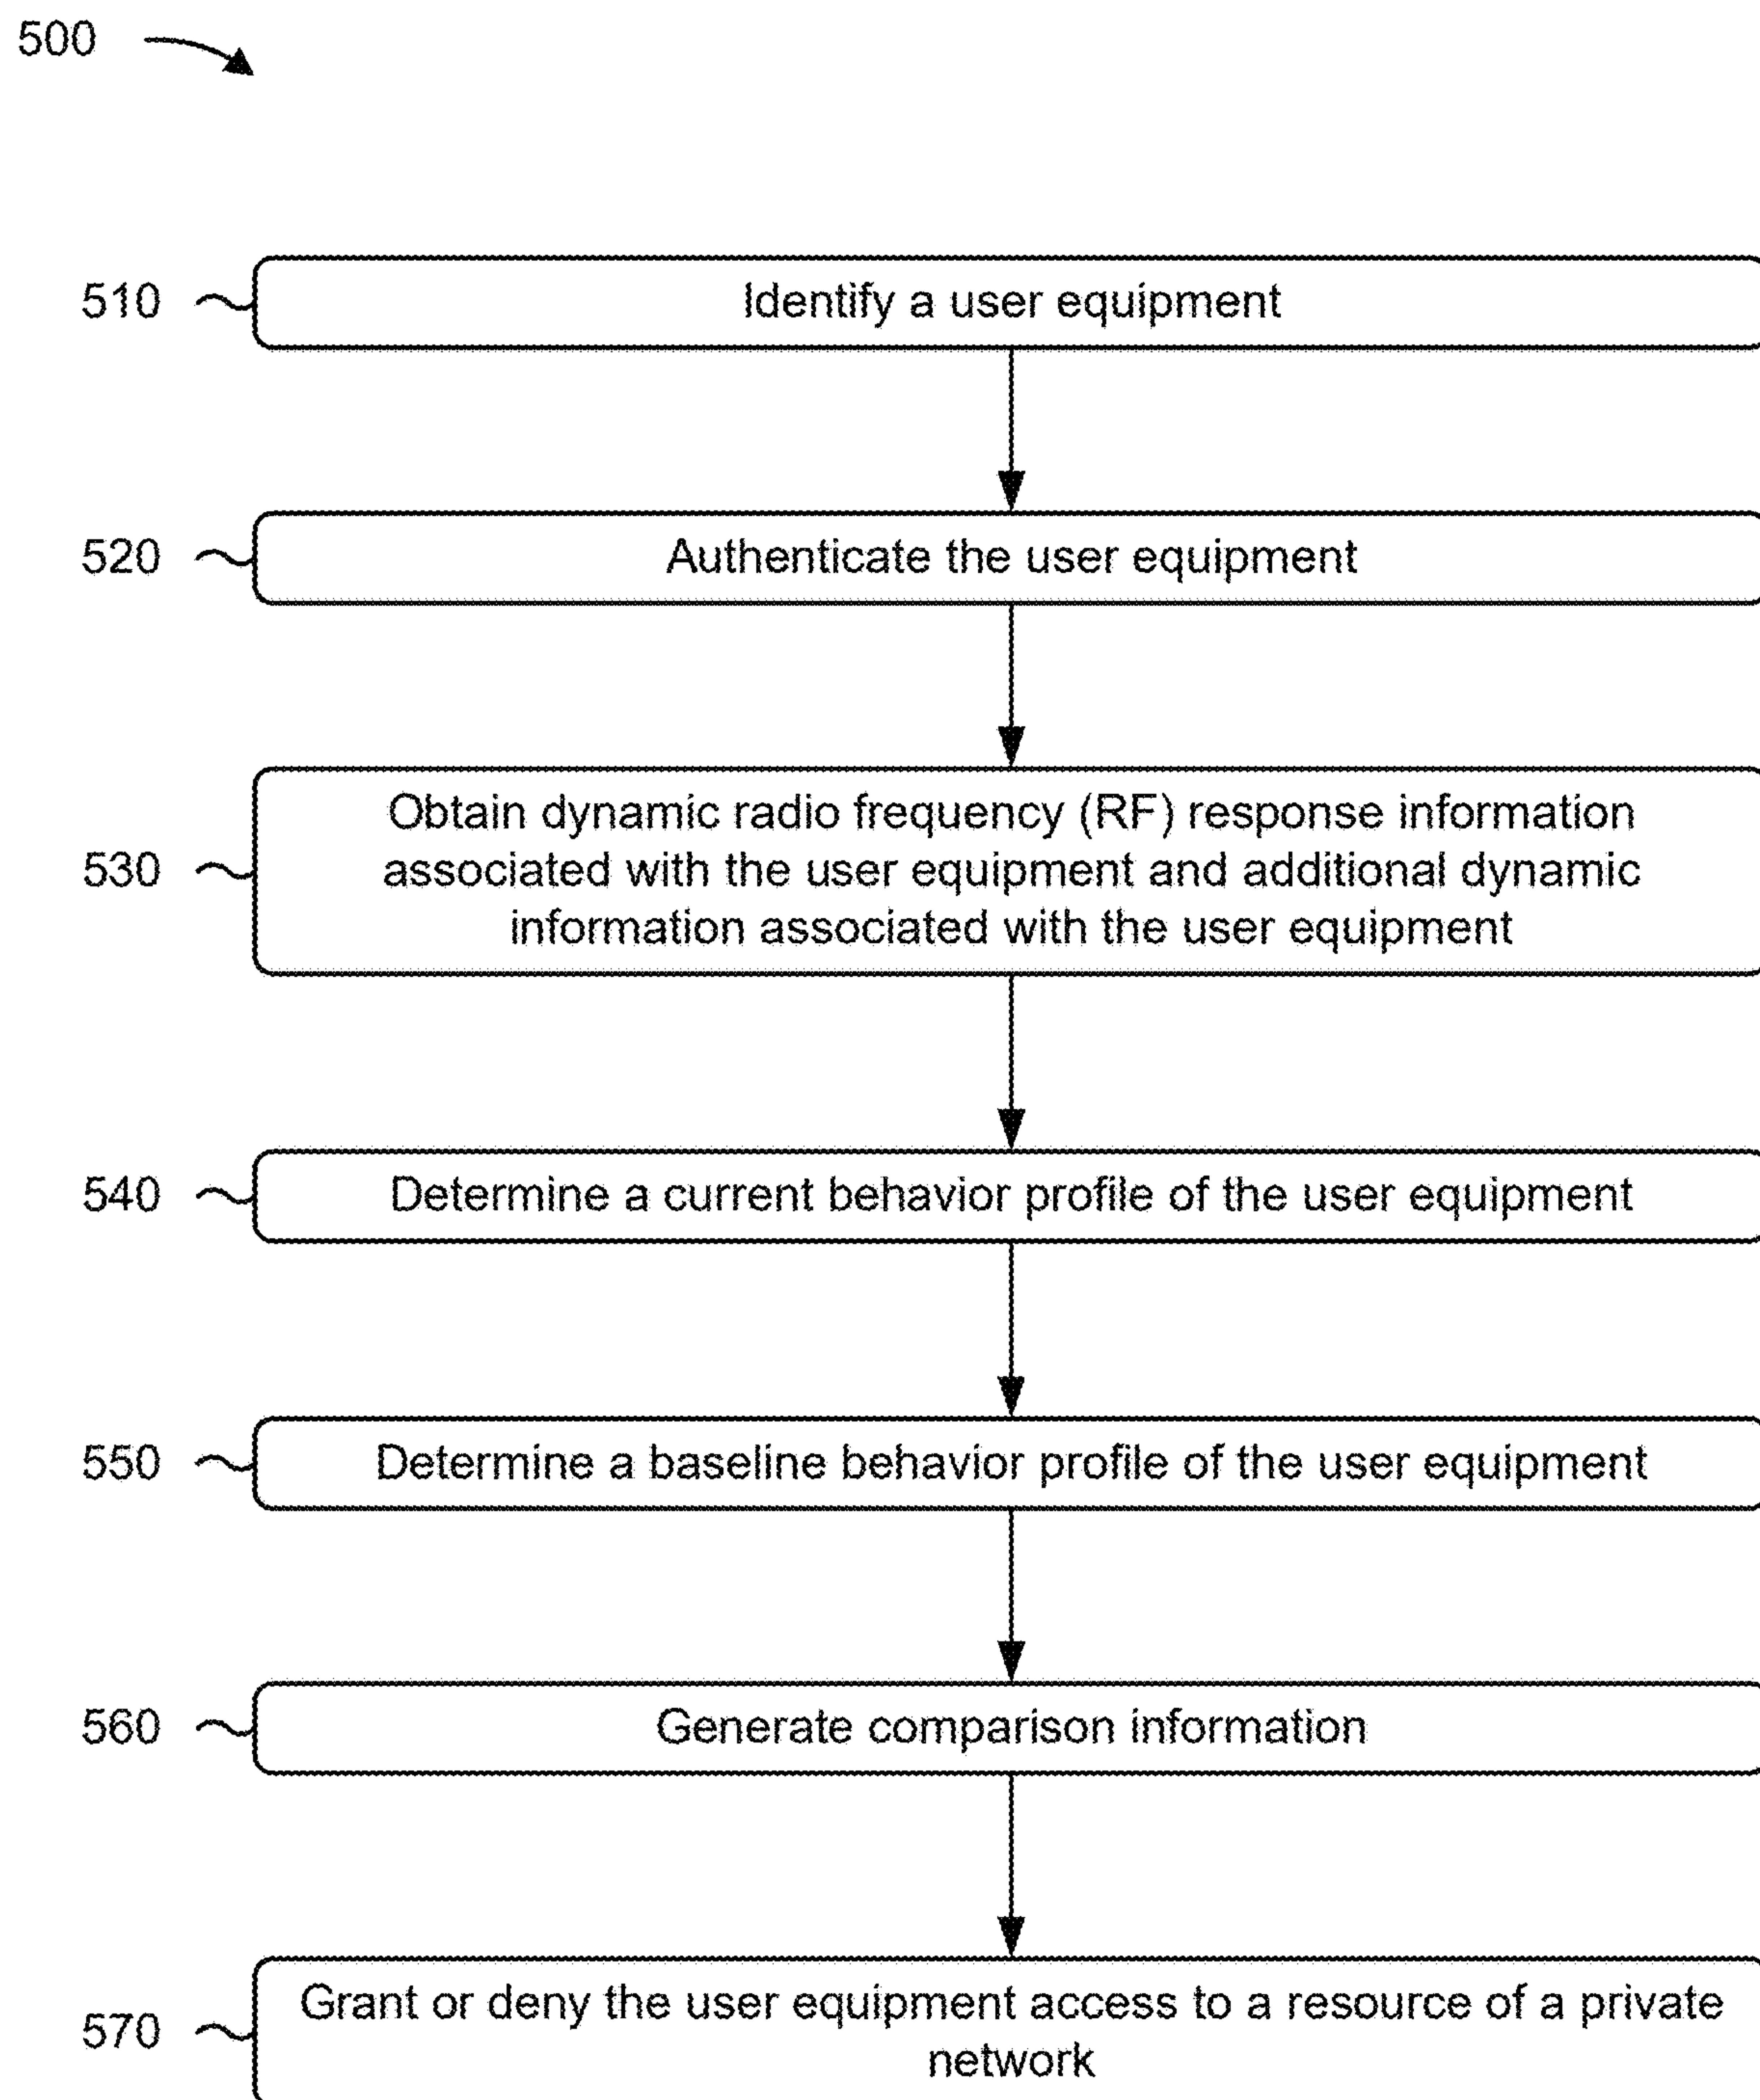 500
510
Identify a user equipment
520
Authenticate the user equipment
530
Obtain dynamic radio frequency (RF) response information
associated with the user equipment and additional dynamic
information associated with the user equipment
540
Determine a current behavior profile of the user equipment
550
Determine a baseline behavior profile of the user equipment
560
Generate comparison information
570
Grant or deny the user equipment access to a resource of a private
network